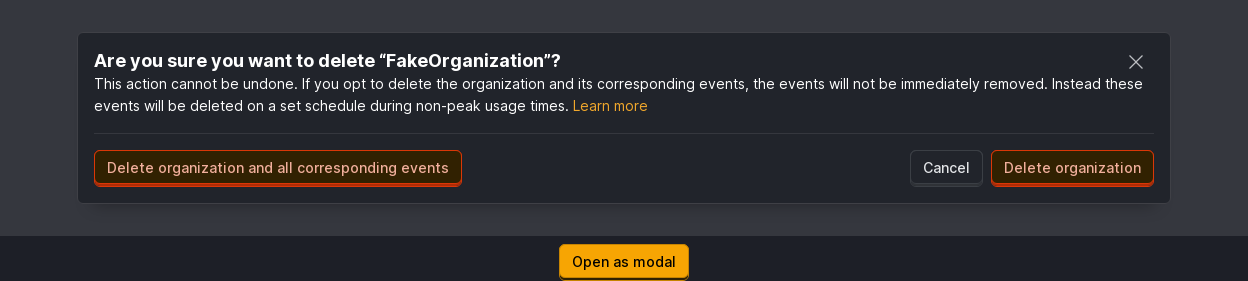 Are you sure you want to delete “FakeOrganization”?
This action cannot be undone. If you opt to delete the organization and its corresponding events, the events will not be immediately removed. Instead these
events will be deleted on a set schedule during non-peak usage times. Learn more
Delete organization and all corresponding events
Cancel
Delete organization
Open as modal